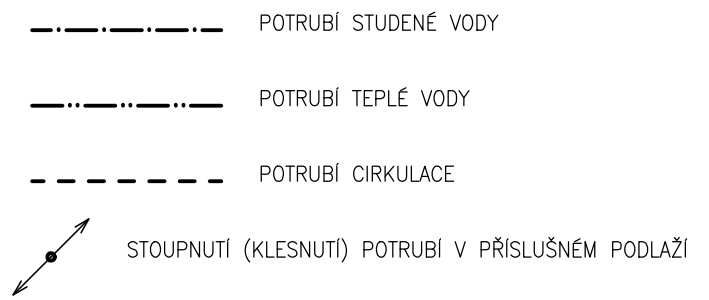 POTRUBÍ STUDENÉ VODY
POTRUBÍ TEPLÉ VODY
POTRUBÍ CIRKULACE
STOUPNUTÍ (KLESNUTÍ) POTRUBÍ V PŘÍSLUŠNÉM PODLAŽÍ